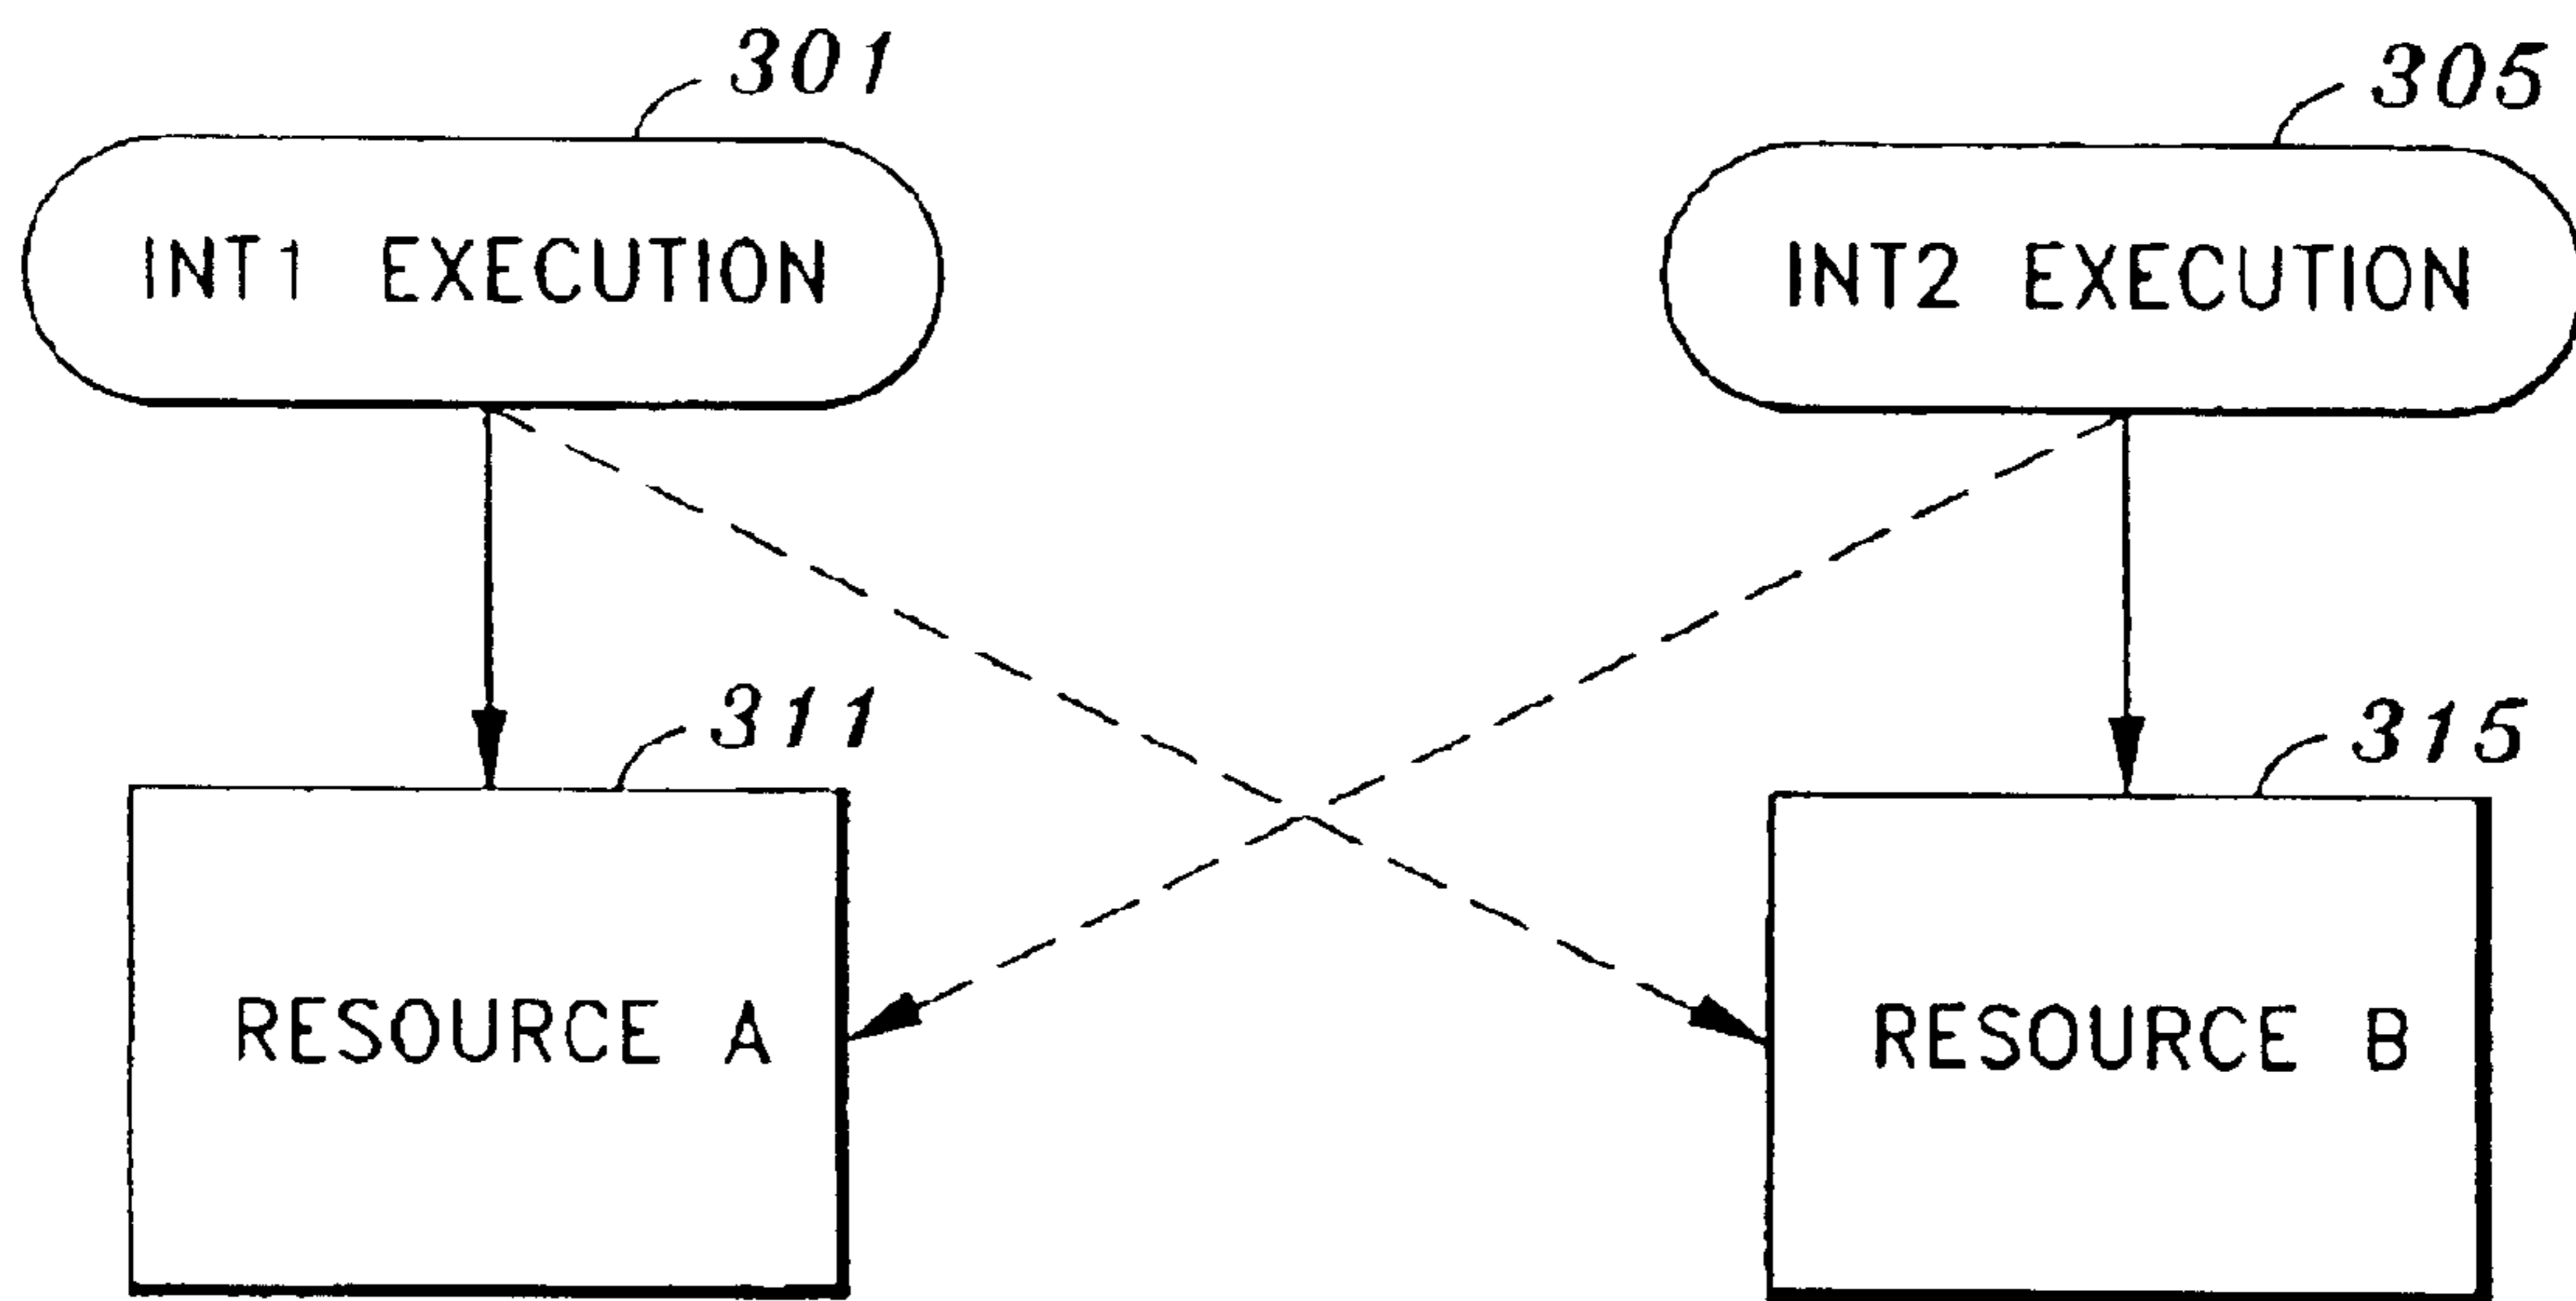 301
305
INT1 EXECUTION
INT2 EXECUTION
311
315
RESOURCE A
RESOURCE B